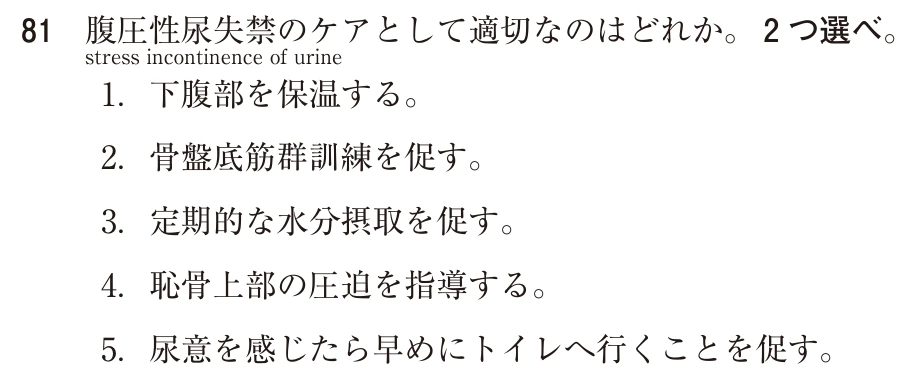 81 腹圧性尿失禁のケアとして適切なのはどれか。2つ選べ。
stress incontinence of urine
1. 下腹部を保温する。
2. 骨盤底筋群訓練を促す。
3. 定期的な水分摂取を促す。
4. 恥骨上部の圧迫を指導する。
5. 尿意を感じたら早めにトイレへ行くことを促す。